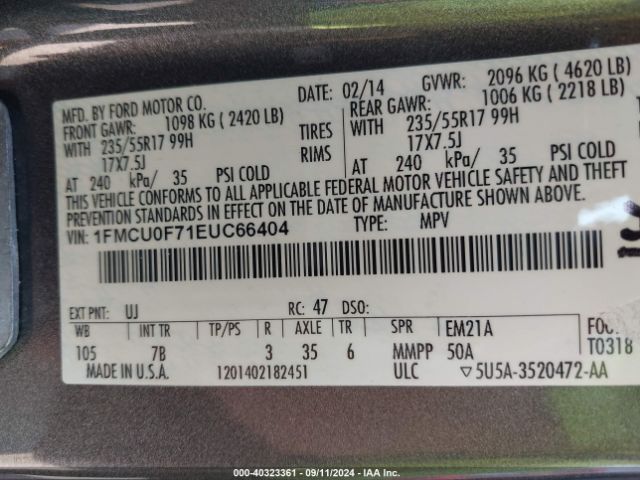 MFD. BY FORD MOTOR CO. DATE: 02/14 GVWR: 2096 KG ( 4620 LB)
FRONT GAWR: 1098 KG ( 2420 LB) REAR GAWR: 1006 KG ( 2218 LB)
WITH 235/55R17 99H TIRES WITH 235/55R17 99H
17X7.5J RIMS 17X7.5J
AT 240 kPa/ 35 PSI COLD AT 240 kPa/ 35 PSI COLD
THIS VEHICLE CONFORMS TO ALL APPLICABLE FEDERAL MOTOR VEHICLE SAFETY AND THEFT
PREVENTION STANDARDS IN EFFECT ON THE DATE OF MANUFACTURE SHOWN ABOVE.
VIN: 1FMCU0F71EUC66404 TYPE: MPV
EXT PNT: UJ RC: 47 DSO:
WB INT TR TP/PS R AXLE TR SPR EM21A
105 7B 3 35 6 MMPP 50A T0318
MADE IN U.S.A. 1201402182451 ULC ▽5U5A-3520472-AA
Stock: 40323361 - 09/11/2024 - IAA Inc.